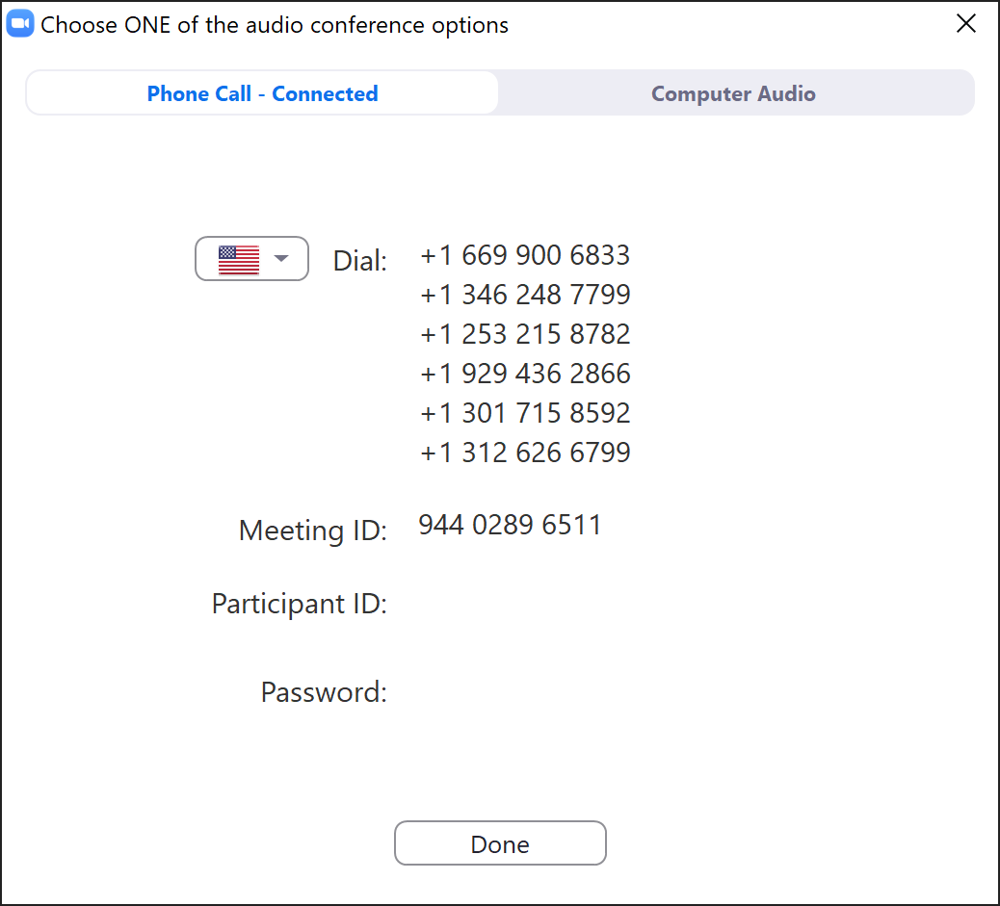 Choose ONE of the audio conference options
Phone Call - Connected
Computer Audio
Dial:
+1 669 900 6833
+1 346 248 7799
+1 253 215 8782
+1 929 436 2866
+1 301 715 8592
+1 312 626 6799
Meeting ID: 944 0289 6511
Participant ID:
Password:
Done